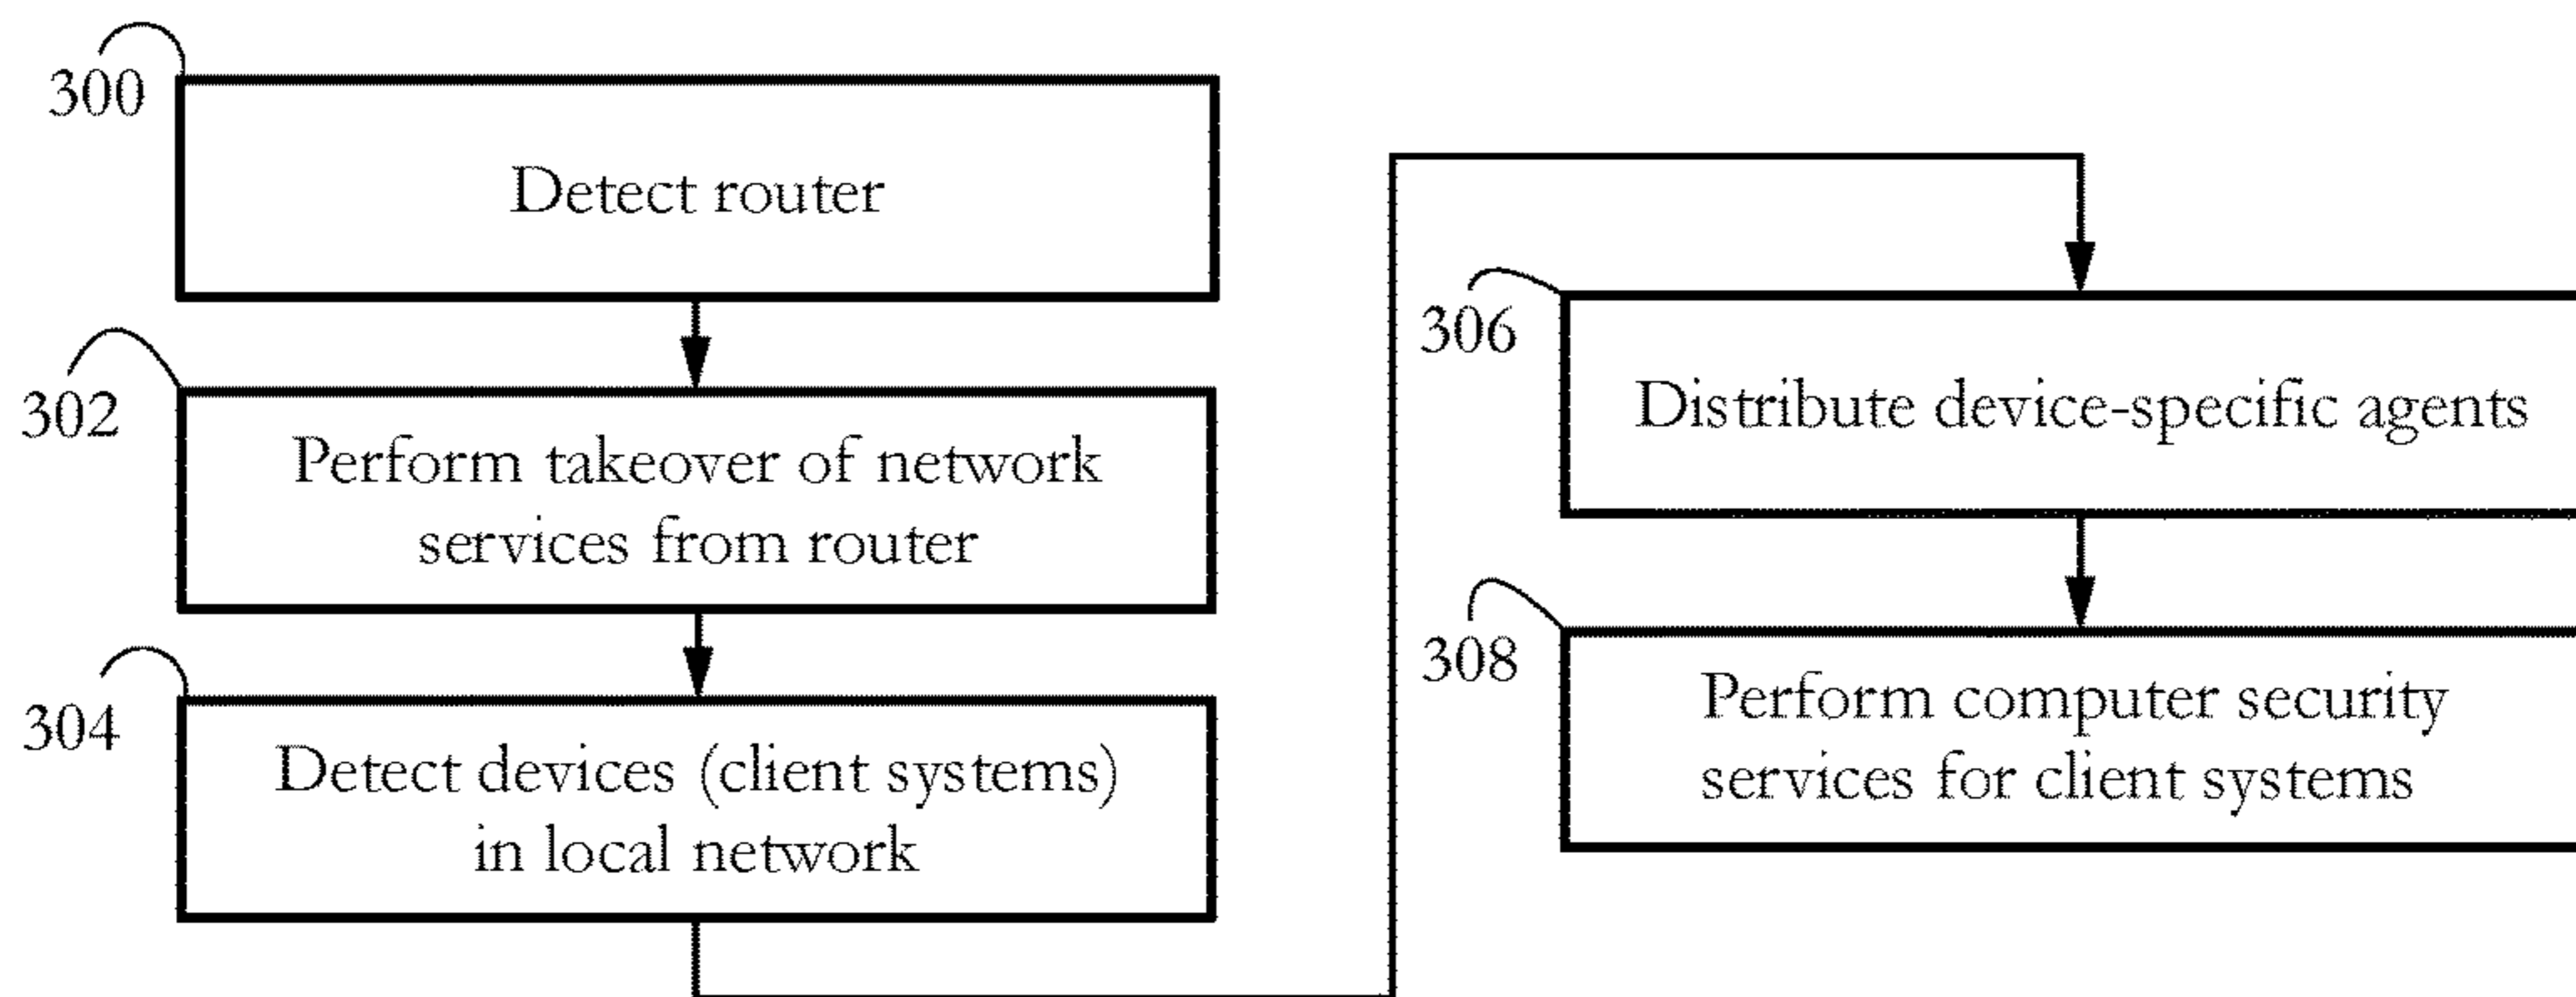 300
Detect router
302
Perform takeover of network
services from router
304
Detect devices (client systems)
in local network
306
Distribute device-specific agents
308
Perform computer security
services for client systems